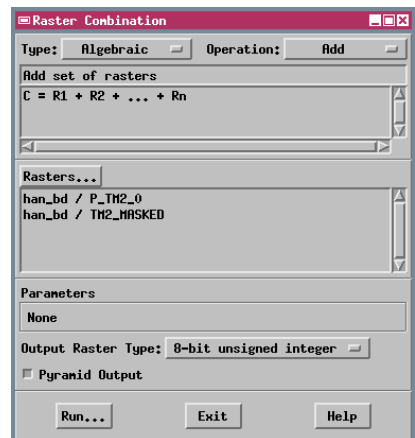 Raster Combination
Type: Algebraic Operation: Add
Add set of rasters
C = R1 + R2 + ... + Rn
Rasters...
han_bd / P_TM2_O
han_bd / TM2_MASKED
Parameters
None
Output Raster Type: 8-bit unsigned integer
Pyramid Output
Run... Exit Help